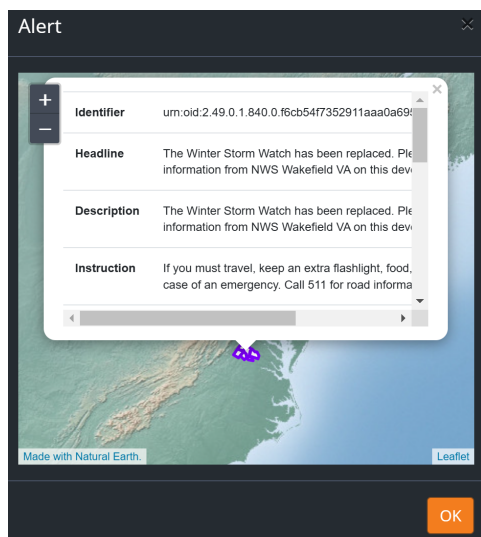 Alert
+
−
Identifier urn:oid:2.49.0.1.840.0.f6cb54f7352911aaa0a695
Headline The Winter Storm Watch has been replaced. Ple
information from NWS Wakefield VA on this dev
Description The Winter Storm Watch has been replaced. Ple
information from NWS Wakefield VA on this dev
Instruction If you must travel, keep an extra flashlight, food,
case of an emergency. Call 511 for road informa
Made with Natural Earth.
Leaflet
OK